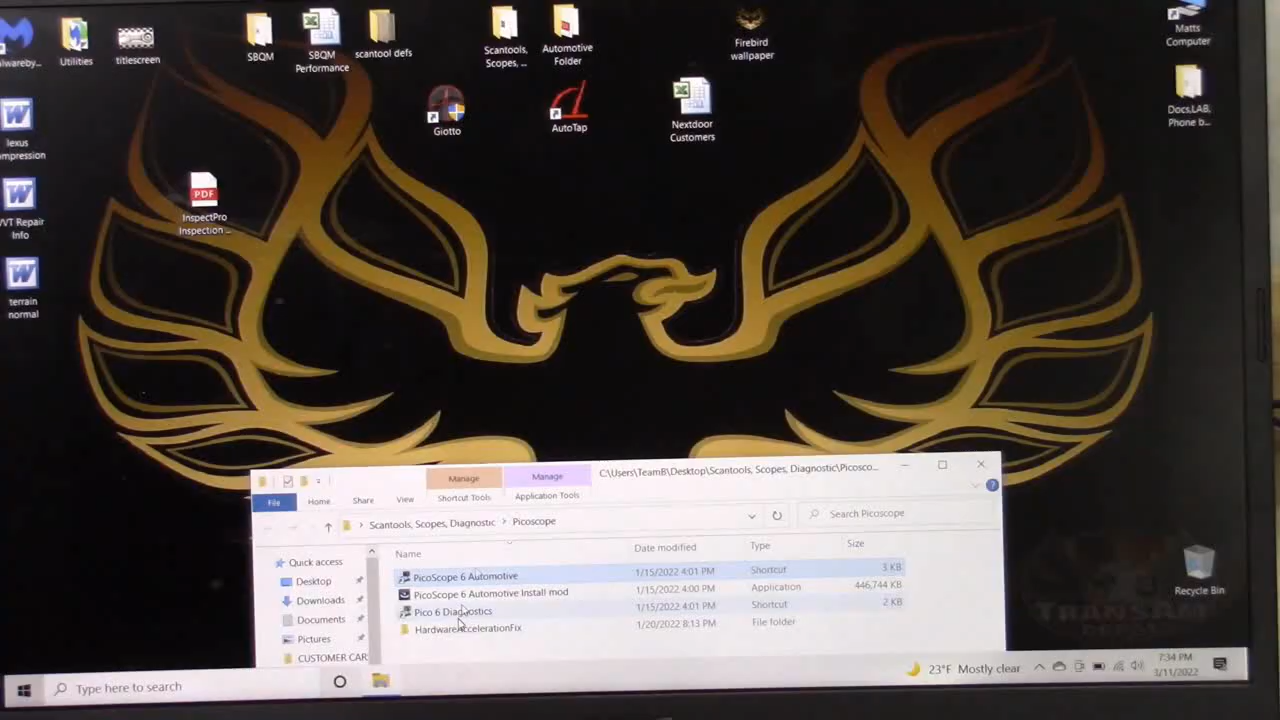 alwareby...
Utilities
titlescreen
SBQM
SBQM
Performance
scantool defs
Scantools,
Scopes, ...
Automotive
Folder
Firebird
wallpaper
Matts
Computer
lexus
ompression
Giotto
AutoTap
Nextdoor
Customers
Docs,LAB,
Phone b...
PDF
InspectPro
Inspection ...
VVT Repair
Info
terrain
normal
Recycle Bin
Manage
Manage
C:\Users\TeamB\Desktop\Scantools, Scopes, Diagnostic\Picosco...
File
Home
Share
View
Shortcut Tools
Application Tools
Scantools, Scopes, Diagnostic > Picoscope
Search Picoscope
Name
Date modified
Type
Size
Quick access
Desktop
Downloads
Documents
Pictures
CUSTOMER CAR
PicoScope 6 Automotive
1/15/2022 4:01 PM
Shortcut
3 KB
PicoScope 6 Automotive Install mod
1/15/2022 4:00 PM
Application
446,744 KB
Pico 6 Diagnostics
1/15/2022 4:01 PM
Shortcut
2 KB
HardwareAccelerationFix
1/20/2022 8:13 PM
File folder
TRANSAM
DEPOT
Type here to search
23°F Mostly clear
7:34 PM
3/11/2022